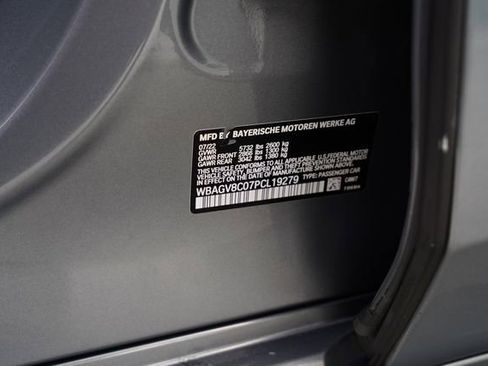 MFD BY BAYERISCHE MOTOREN WERKE AG
07/22 5732 lbs 2600 kg
GVWR
GAWR FRONT 2866 lbs 1300 kg
GAWR REAR 3042 lbs 1380 kg
THIS VEHICLE CONFORMS TO ALL APPLICABLE U.S. FEDERAL MOTOR
VEHICLE SAFETY, BUMPER, AND THEFT PREVENTION STANDARDS
IN EFFECT ON THE DATE OF MANUFACTURE SHOWN ABOVE.
WBAGV8C07PCL19279 TYPE: PASSENGER CAR